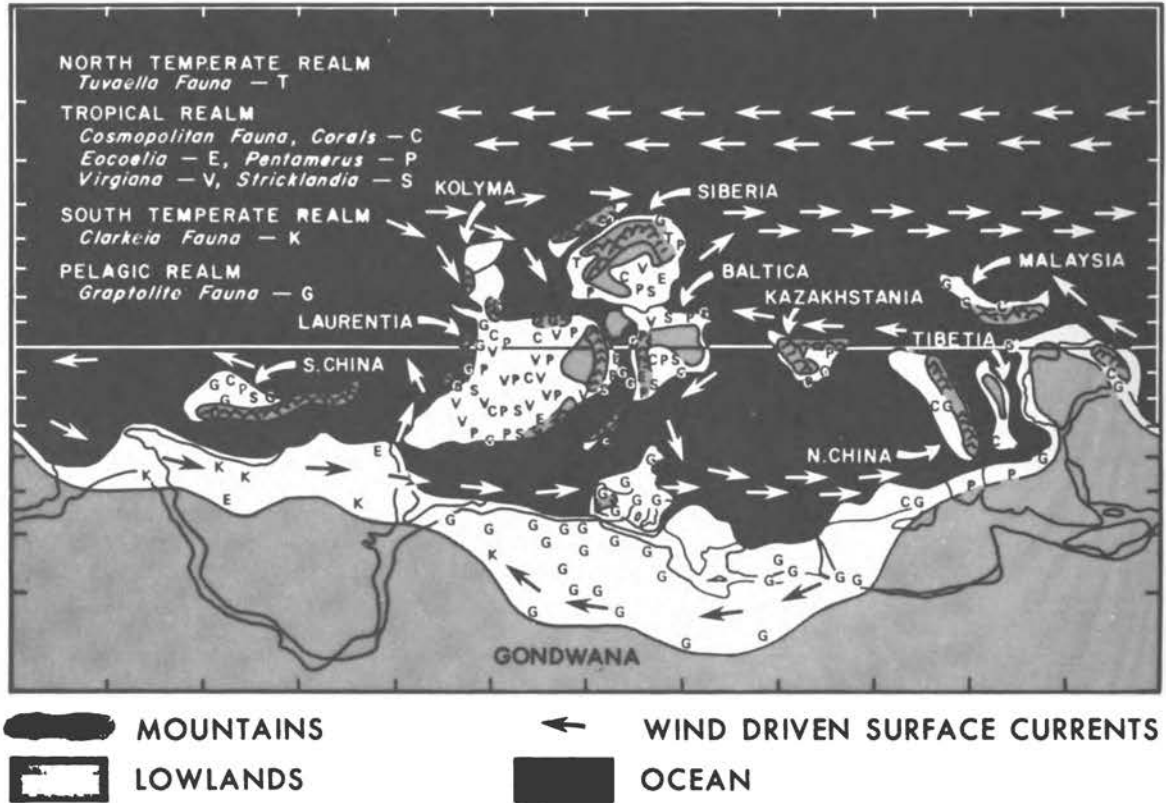 NORTH TEMPERATE REALM
Tuvaella Fauna — T
TROPICAL REALM
Cosmopolitan Fauna, Corals — C
Eocoelia — E, Pentamerus — P
Virgiana — V, Stricklandia — S
SOUTH TEMPERATE REALM
Clarkeia Fauna — K
PELAGIC REALM
Graptolite Fauna — G
KOLYMA
SIBERIA
MALAYSIA
BALTICA
KAZAKHSTANIA
LAURENTIA
TIBETIA
S. CHINA
N. CHINA
GONDWANA
MOUNTAINS
WIND DRIVEN SURFACE CURRENTS
LOWLANDS
OCEAN